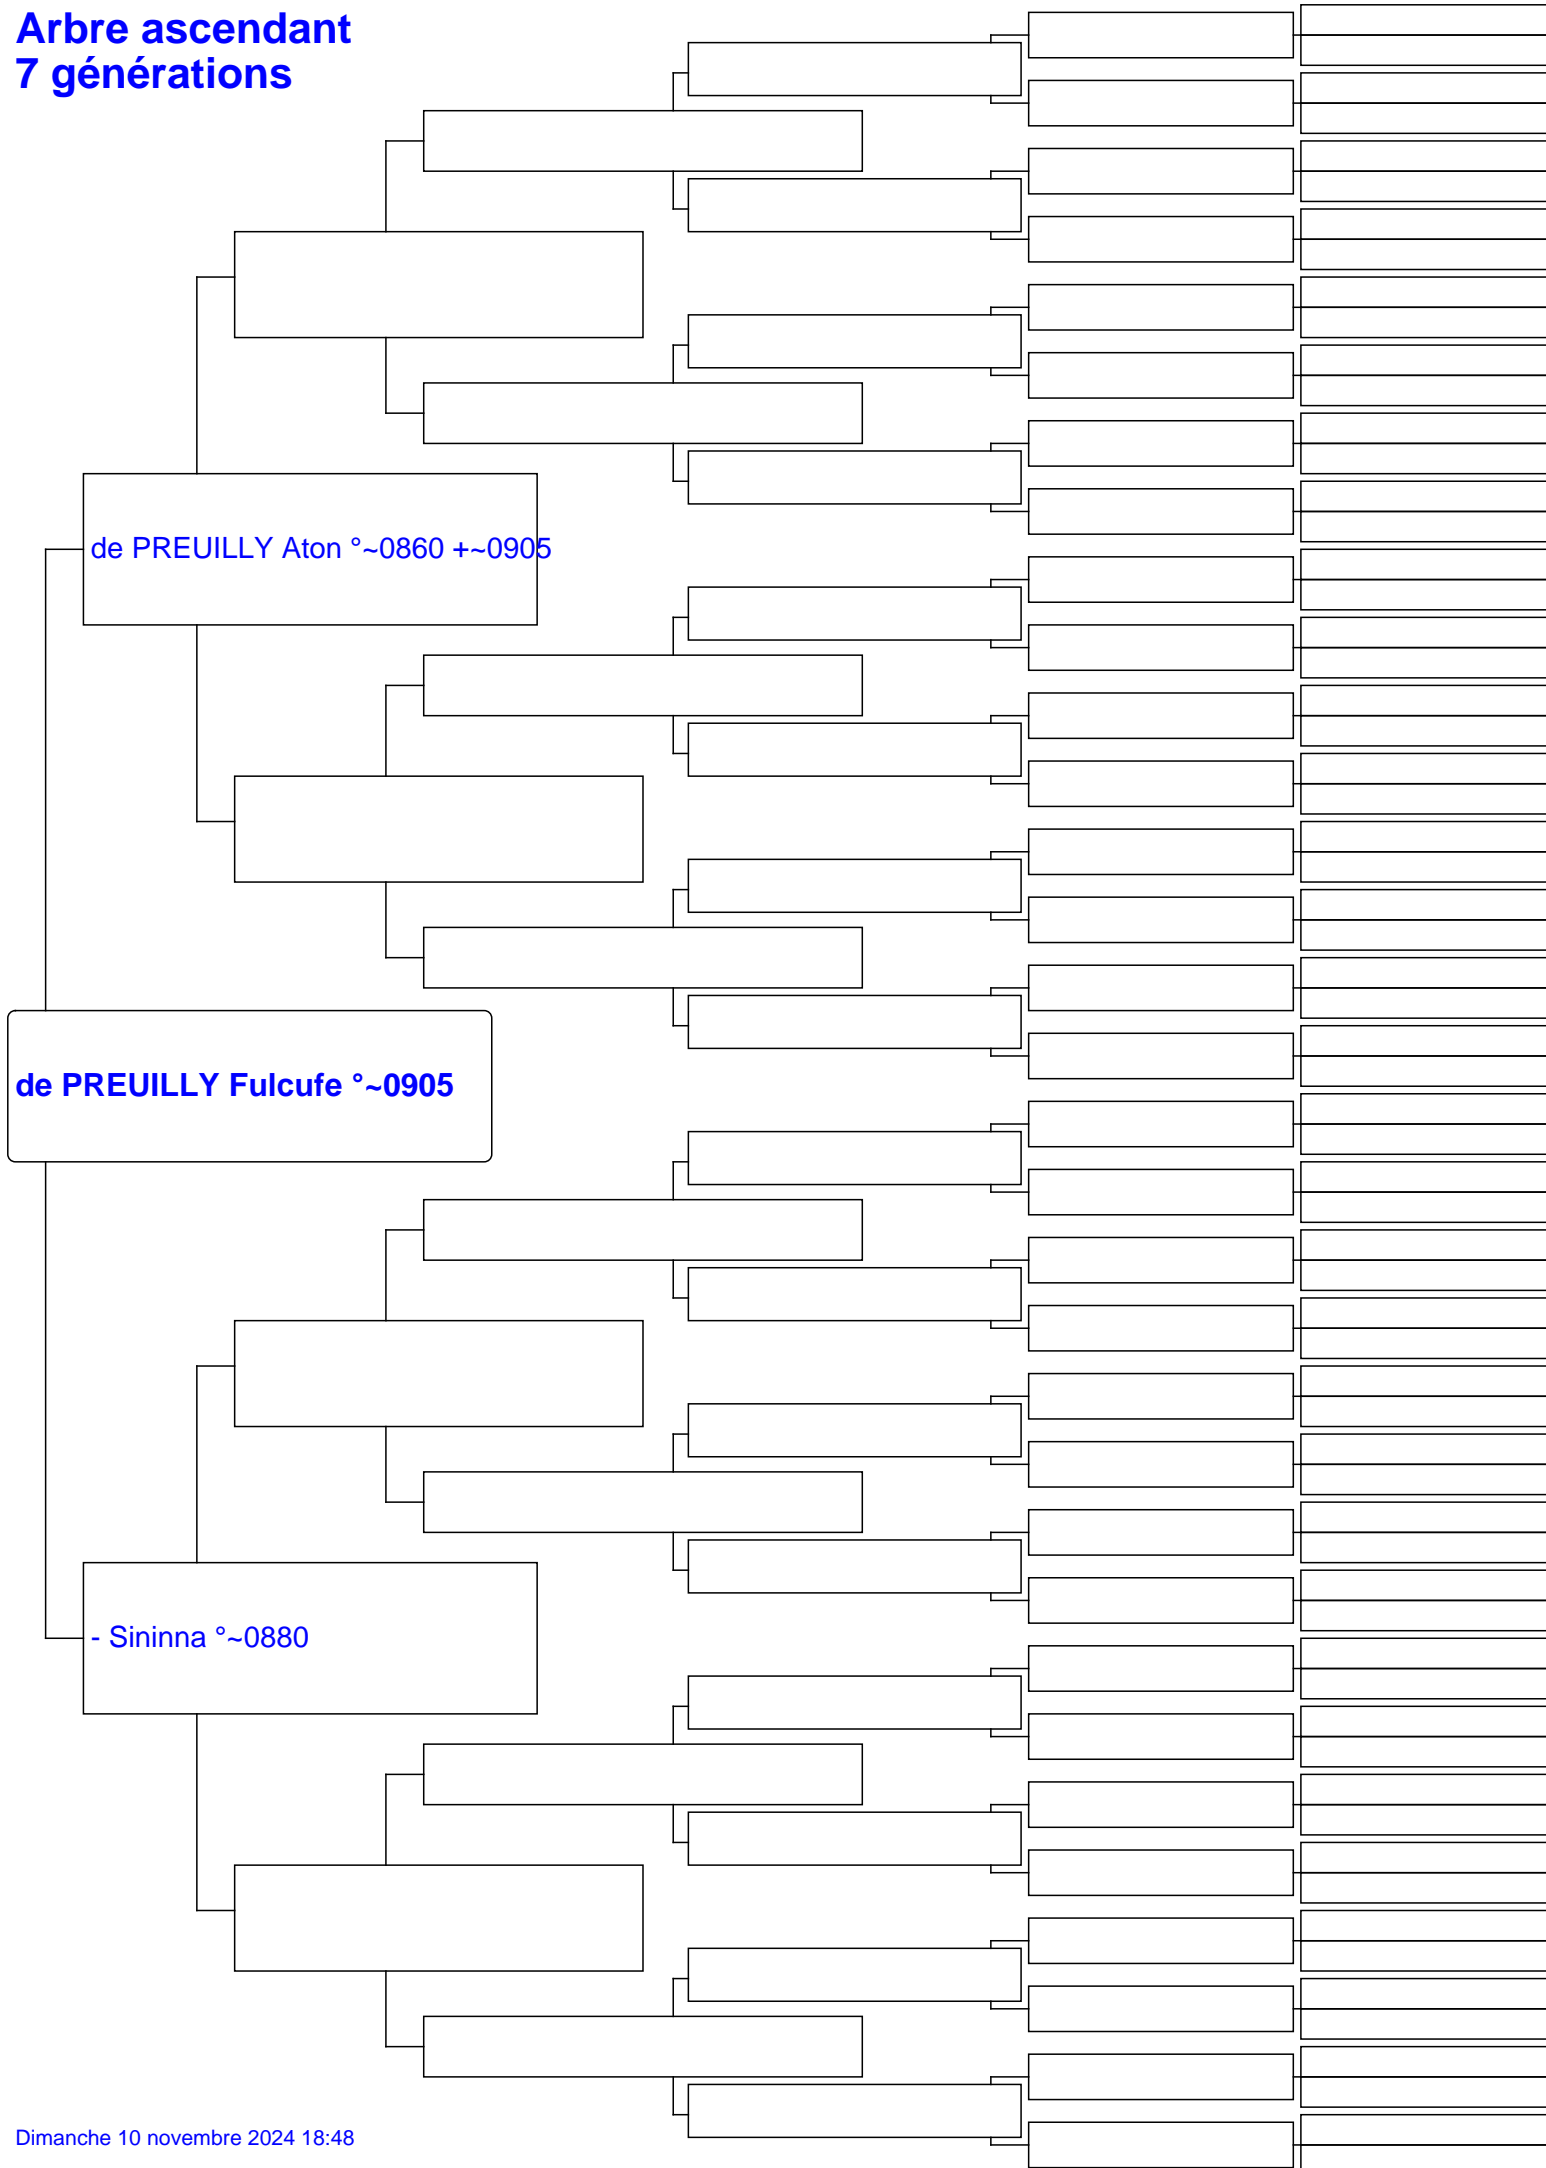 Arbre ascendant
7 générations
de PREUILLY Aton °~0860 +~0905
de PREUILLY Fulcufe °~0905
- Sininna °~0880
Dimanche 10 novembre 2024 18:48